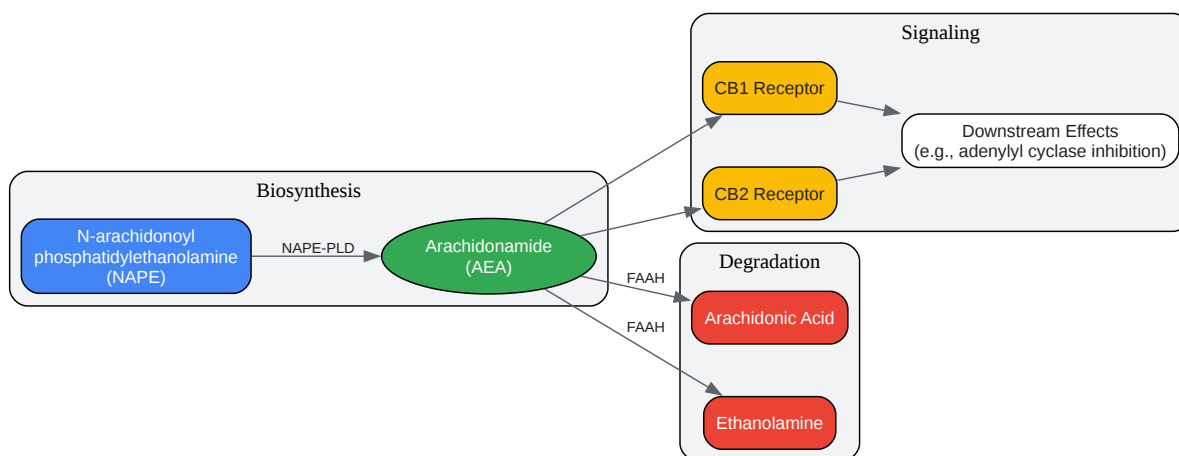 Signaling
CB1 Receptor
Downstream Effects
(e.g., adenylyl cyclase inhibition)
CB2 Receptor
Biosynthesis
N-arachidonoyl
phosphatidylethanolamine
(NAPE)
NAPE-PLD
Arachidonamide
(AEA)
Degradation
FAAH
Arachidonic Acid
FAAH
Ethanolamine